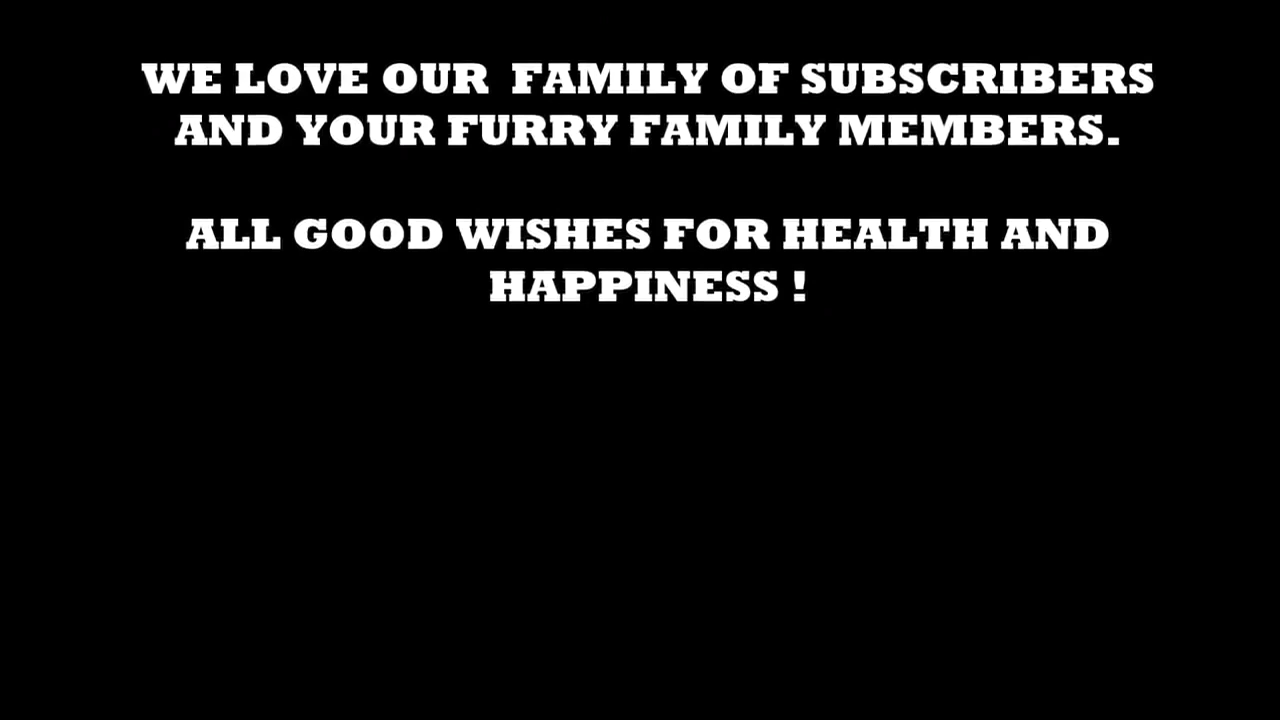 WE LOVE OUR  FAMILY OF SUBSCRIBERS
AND YOUR FURRY FAMILY MEMBERS.
ALL GOOD WISHES FOR HEALTH AND
HAPPINESS !